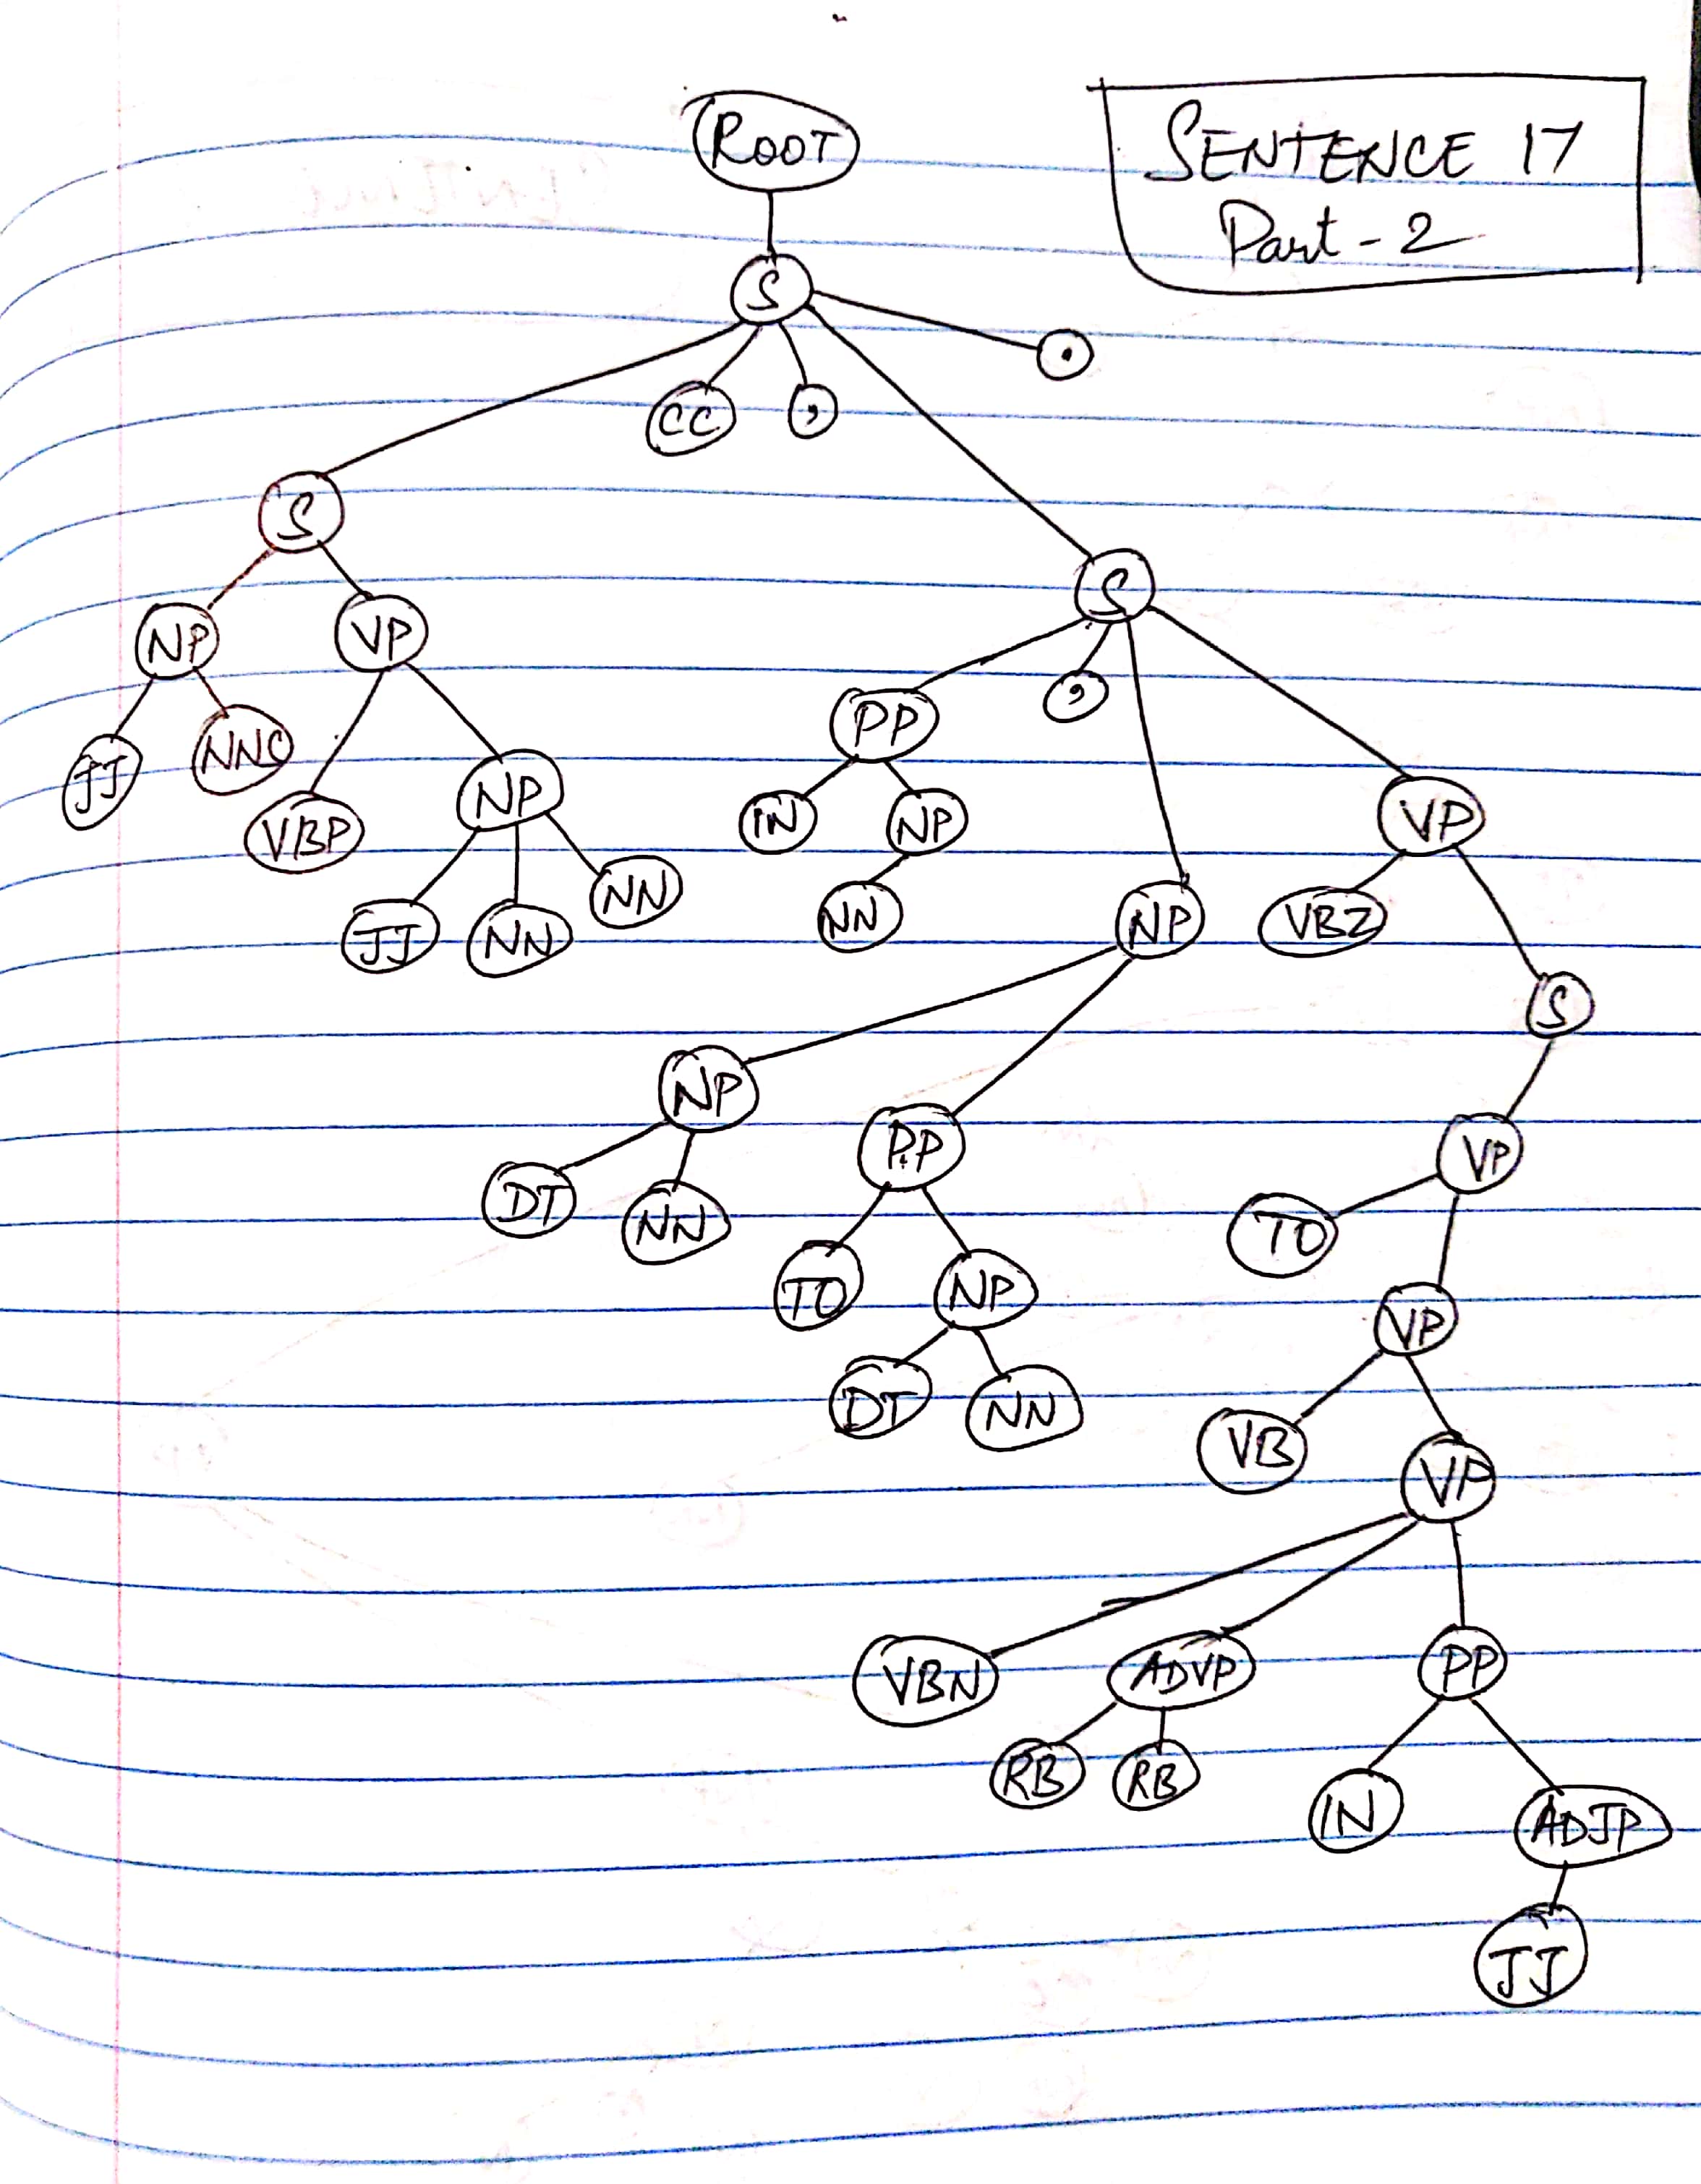 ROOT
SENTENCE 17
Part - 2
S
.
CC ,
S
S
NP VP
PP ,
JJ NNS
VBP NP
IN NP
VP
JJ NN NN
NN
NP VBZ
S
NP
PP
VP
DT NN
TO NP
TO
VP
DT NN
VB VP
VBN ADVP PP
RB RB
IN ADJP
JJ